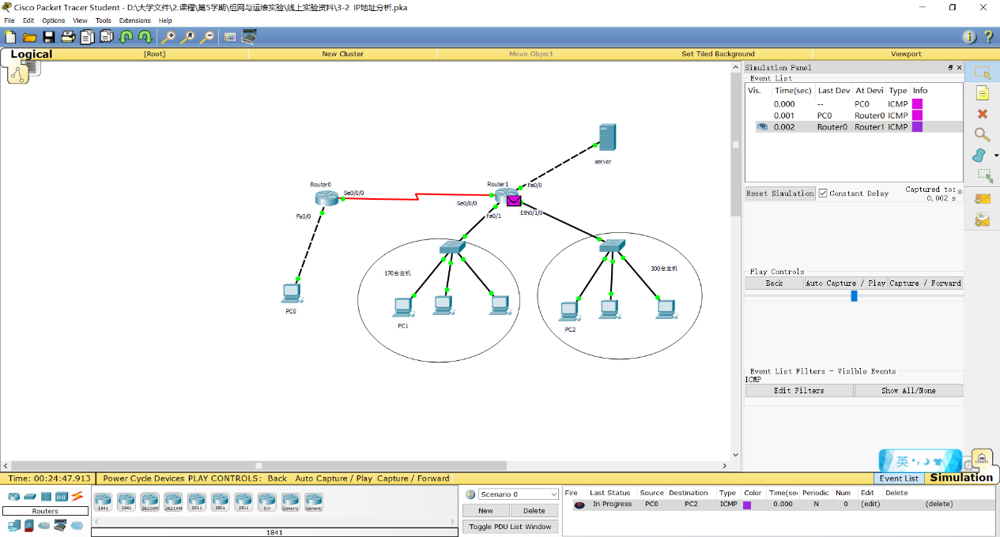 Cisco Packet Tracer Student - D:\大学文件\2.课程\第5学期\组网与运维实验\线上实验资料\3-2 IP地址分析.pka
File Edit Options View Tools Extensions Help
Logical [Root] New Cluster Move Object Set Tiled Background Viewport
Simulation Panel
Event List
Vis. Time(sec) Last Dev At Devi Type Info
0.000 -- PC0 ICMP
0.001 PC0 Router0 ICMP
0.002 Router0 Router1 ICMP
Reset Simulation Constant Delay Captured to: *
0.002 s
Play Controls
Back Auto Capture / Play Capture / Forward
Event List Filters - Visible Events
ICMP
Edit Filters Show All/None
server
Router0
Se0/0/0
Fa0/0
Router1
Fa0/0
Se0/0/0
Fa0/1
Eth0/1/0
170台主机
300台主机
PC0
PC1
PC2
英
Event List Simulation
Time: 00:24:47.913 Power Cycle Devices PLAY CONTROLS: Back Auto Capture / Play Capture / Forward
Routers
1841 1941 2620XM 2621XM 2811 2901 2911 819 Generic Generic
1841
Scenario 0
New Delete
Toggle PDU List Window
Fire Last Status Source Destination Type Color Time(sec Periodic Num Edit Delete
In Progress PC0 PC2 ICMP 0.000 N 0 (edit) (delete)